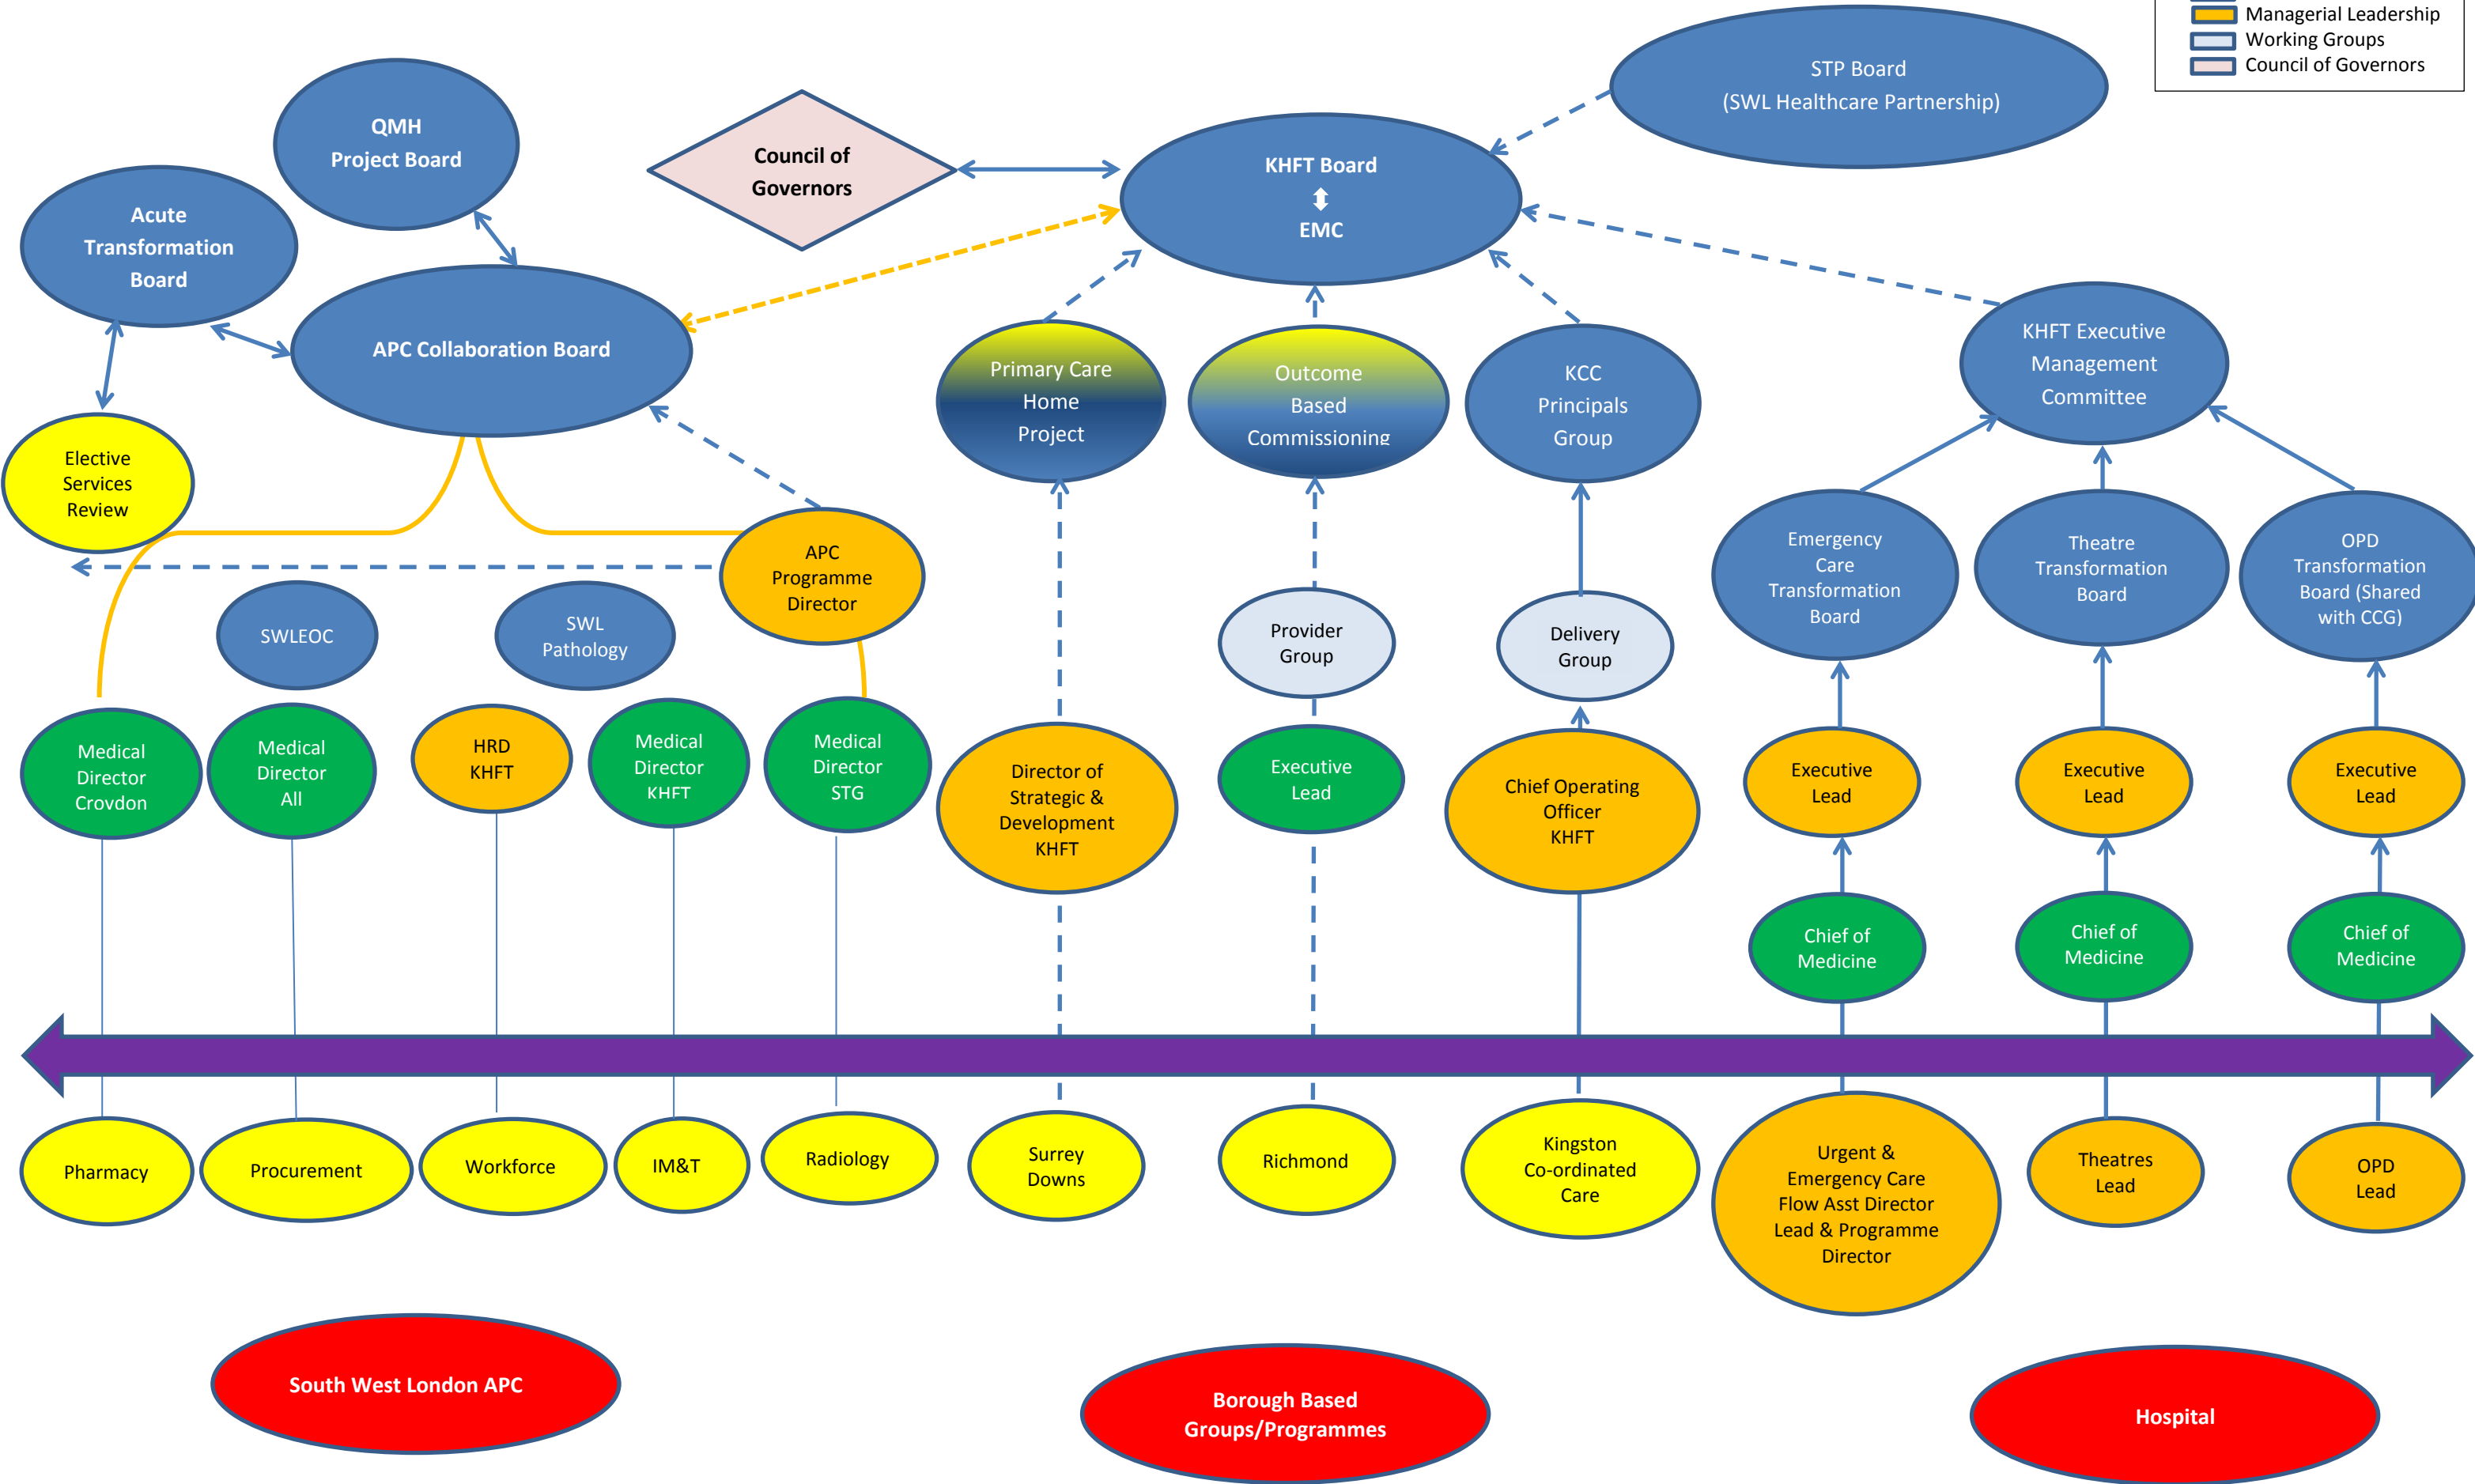 Managerial Leadership
Working Groups
Council of Governors
STP Board
(SWL Healthcare Partnership)
QMH
Project Board
Council of
Governors
KHFT Board
EMC
Acute
Transformation
Board
APC Collaboration Board
Primary Care
Home
Project
Outcome
Based
Commissioning
KCC
Principals
Group
KHFT Executive
Management
Committee
Elective
Services
Review
APC
Programme
Director
Emergency
Care
Transformation
Board
Theatre
Transformation
Board
OPD
Transformation
Board (Shared
with CCG)
SWLEOC
SWL
Pathology
Provider
Group
Delivery
Group
Medical
Director
Croydon
Medical
Director
All
HRD
KHFT
Medical
Director
KHFT
Medical
Director
STG
Director of
Strategic &
Development
KHFT
Executive
Lead
Chief Operating
Officer
KHFT
Executive
Lead
Executive
Lead
Executive
Lead
Chief of
Medicine
Chief of
Medicine
Chief of
Medicine
Pharmacy
Procurement
Workforce
IM&T
Radiology
Surrey
Downs
Richmond
Kingston
Co-ordinated
Care
Urgent &
Emergency Care
Flow Asst Director
Lead & Programme
Director
Theatres
Lead
OPD
Lead
South West London APC
Borough Based
Groups/Programmes
Hospital